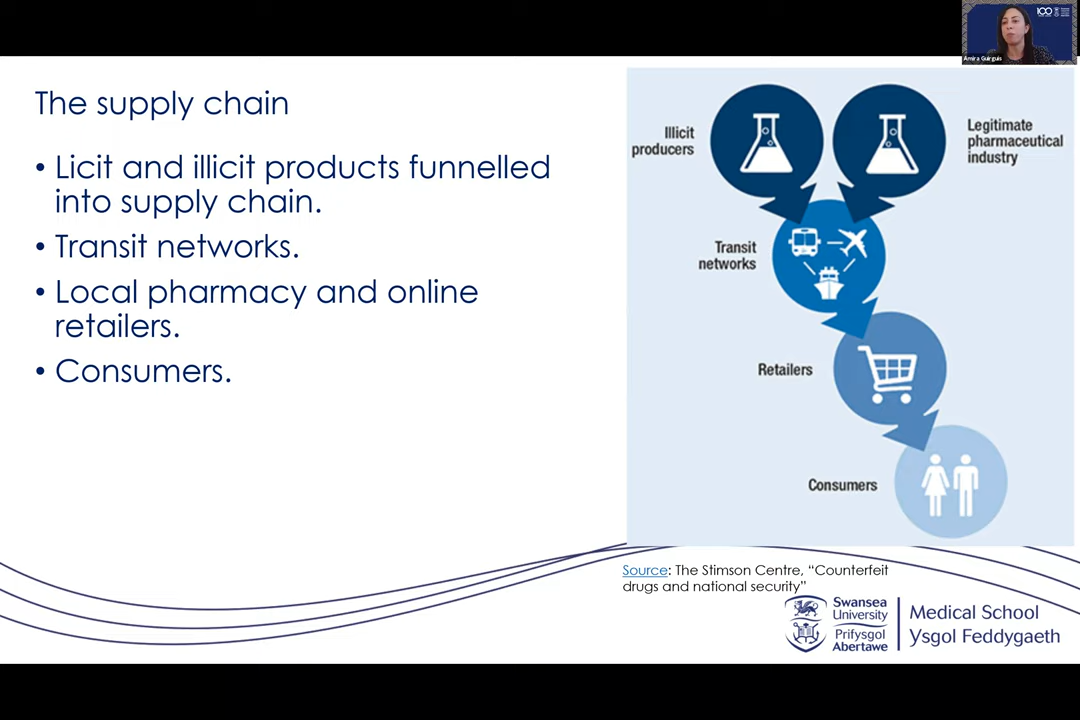 Amira Guirguis
The supply chain
• Licit and illicit products funnelled
into supply chain.
• Transit networks.
• Local pharmacy and online
retailers.
• Consumers.
Illicit
producers
Legitimate
pharmaceutical
industry
Transit
networks
Retailers
Consumers
Source: The Stimson Centre, “Counterfeit
drugs and national security”
Swansea
University
Prifysgol
Abertawe
Medical School
Ysgol Feddygaeth